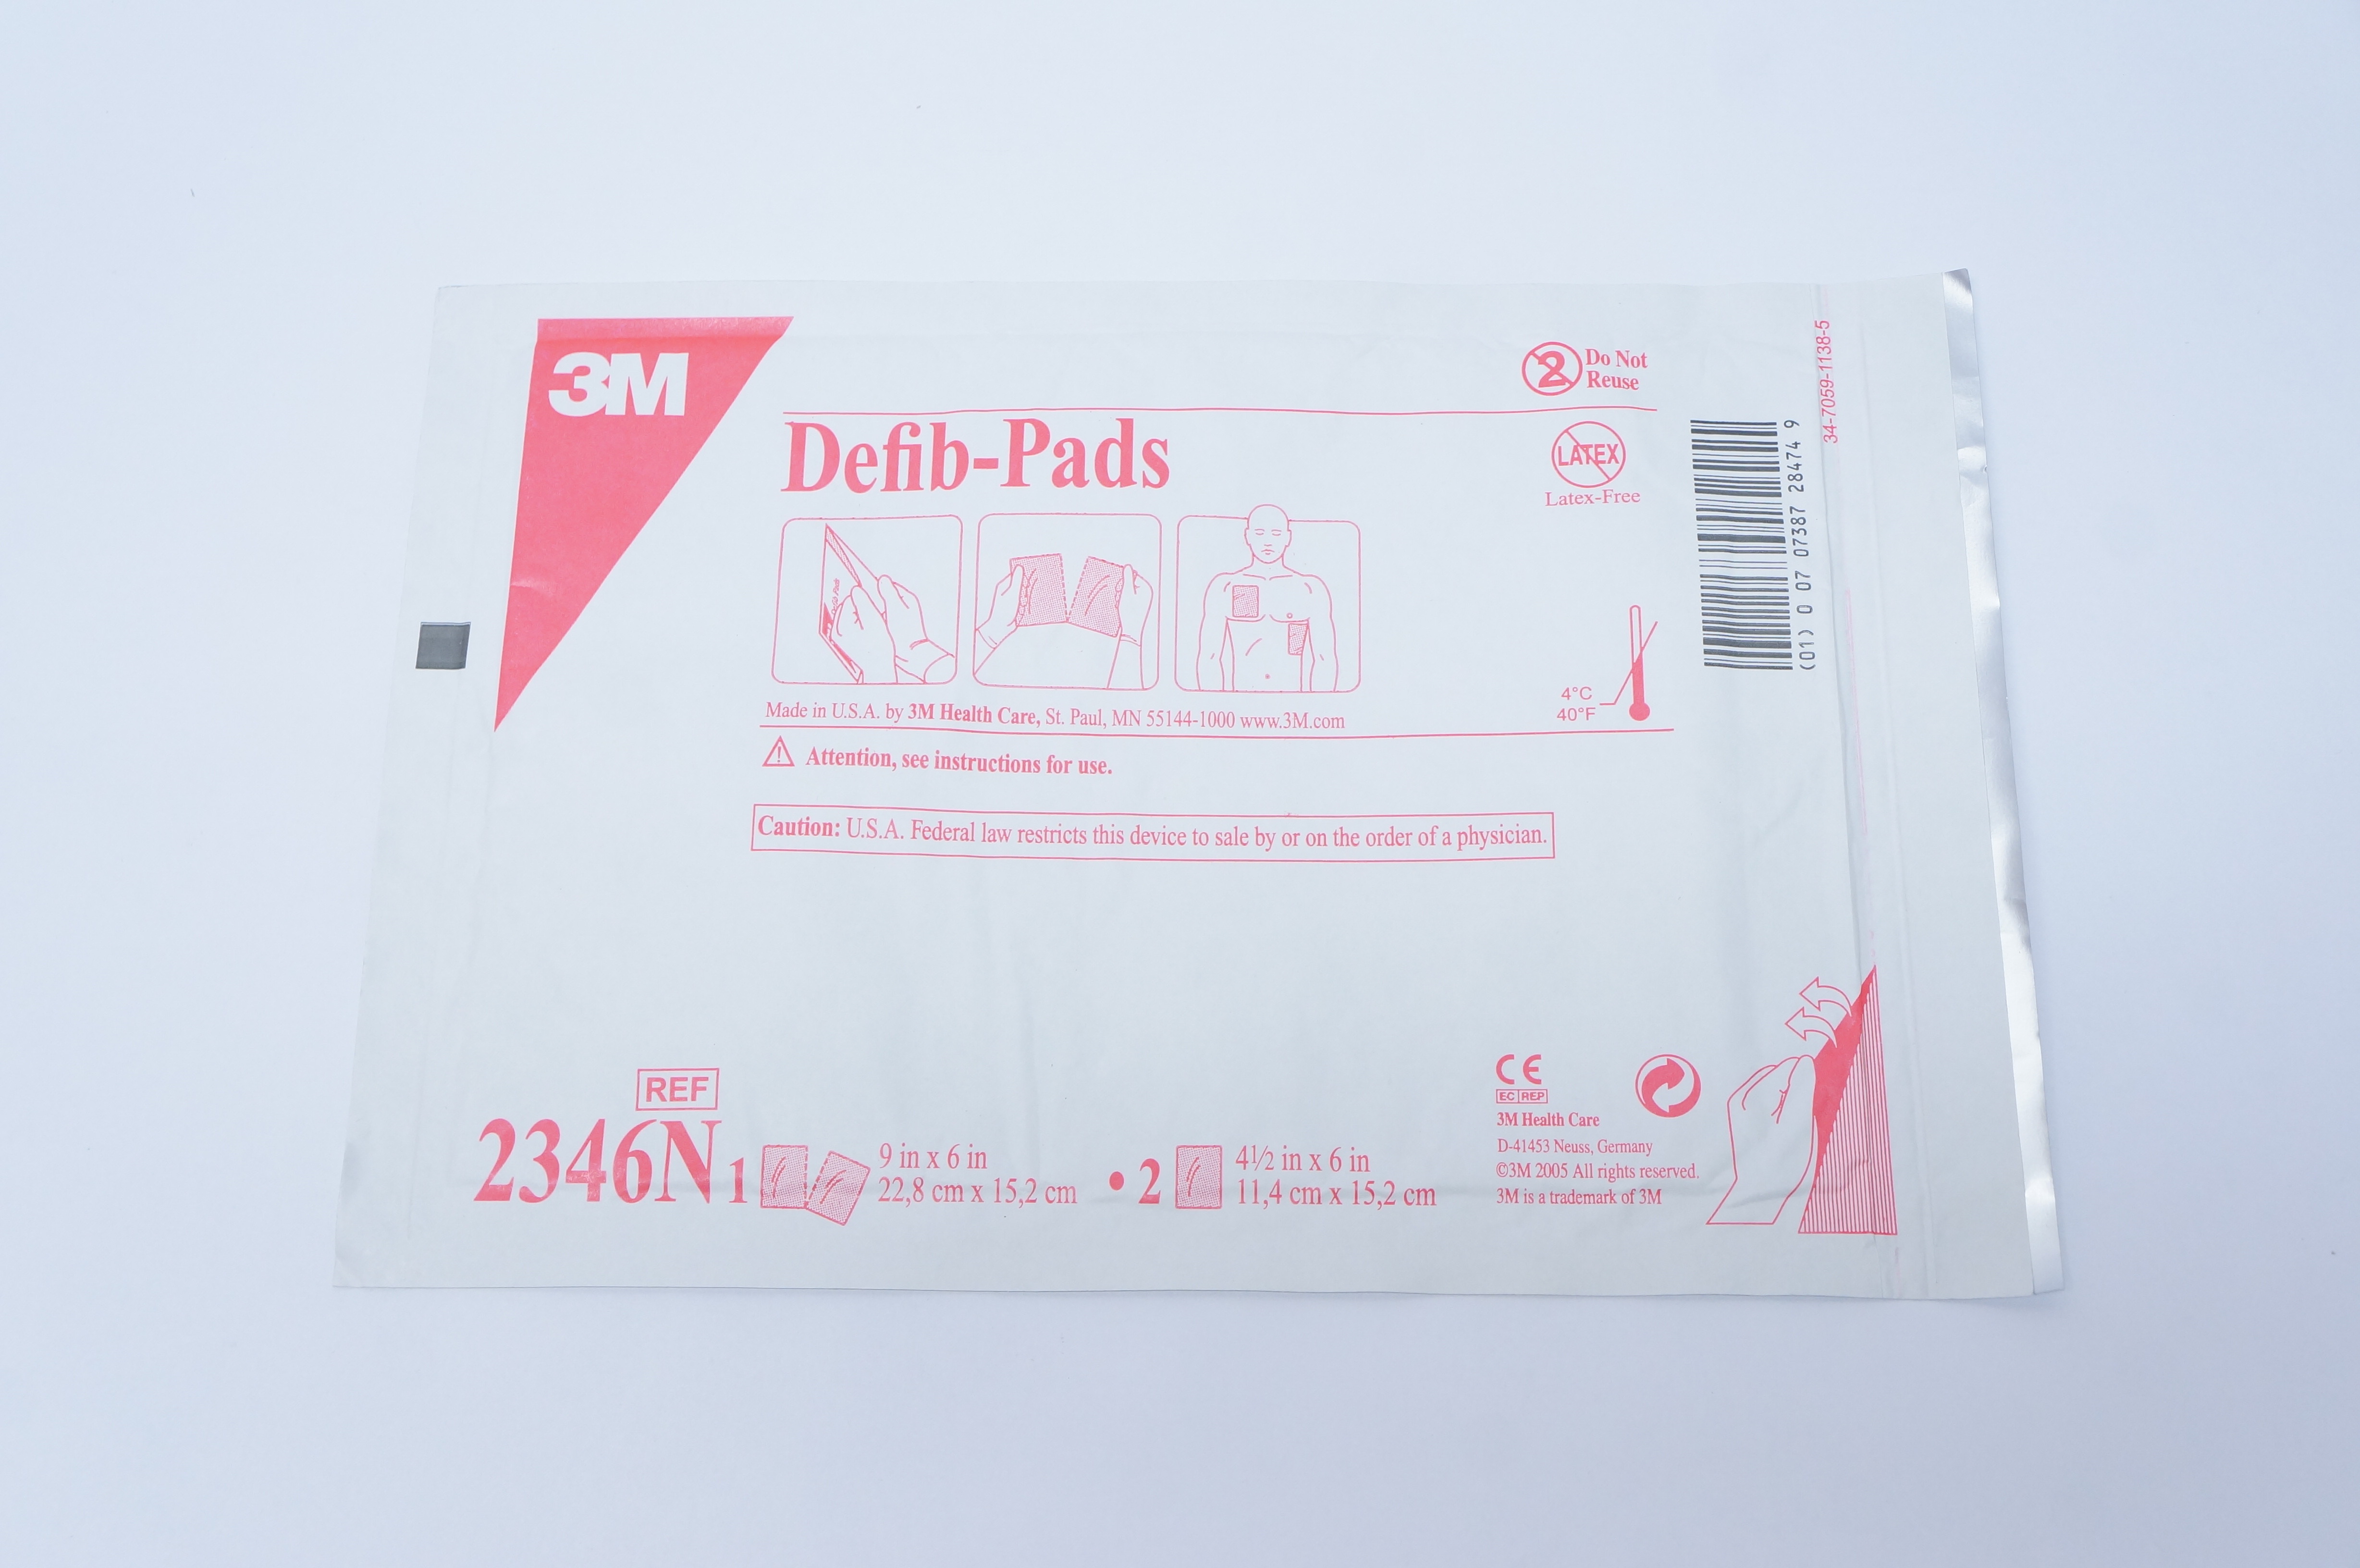 3M
2 Do Not
Reuse
Defib-Pads
LATEX
Latex-Free
Made in U.S.A. by 3M Health Care, St. Paul, MN 55144-1000 www.3M.com
4°C
40°F
(01) 0 07 07387 28474 9
34-7059-1138-5
Attention, see instructions for use.
Caution: U.S.A. Federal law restricts this device to sale by or on the order of a physician.
REF
2346N
1 9 in x 6 in
22,8 cm x 15,2 cm
• 2 4½ in x 6 in
11,4 cm x 15,2 cm
CE
EC REP
3M Health Care
D-41453 Neuss, Germany
©3M 2005 All rights reserved.
3M is a trademark of 3M